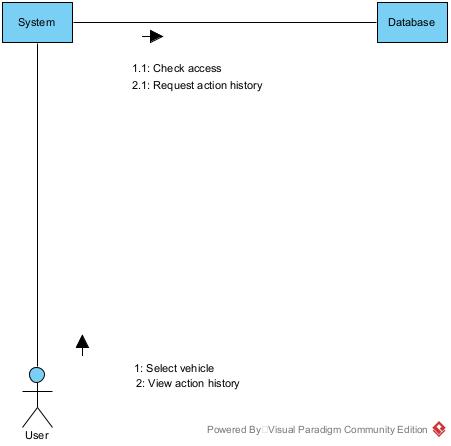 System
Database
1.1: Check access
2.1: Request action history
1: Select vehicle
2: View action history
Powered By Visual Paradigm Community Edition
User